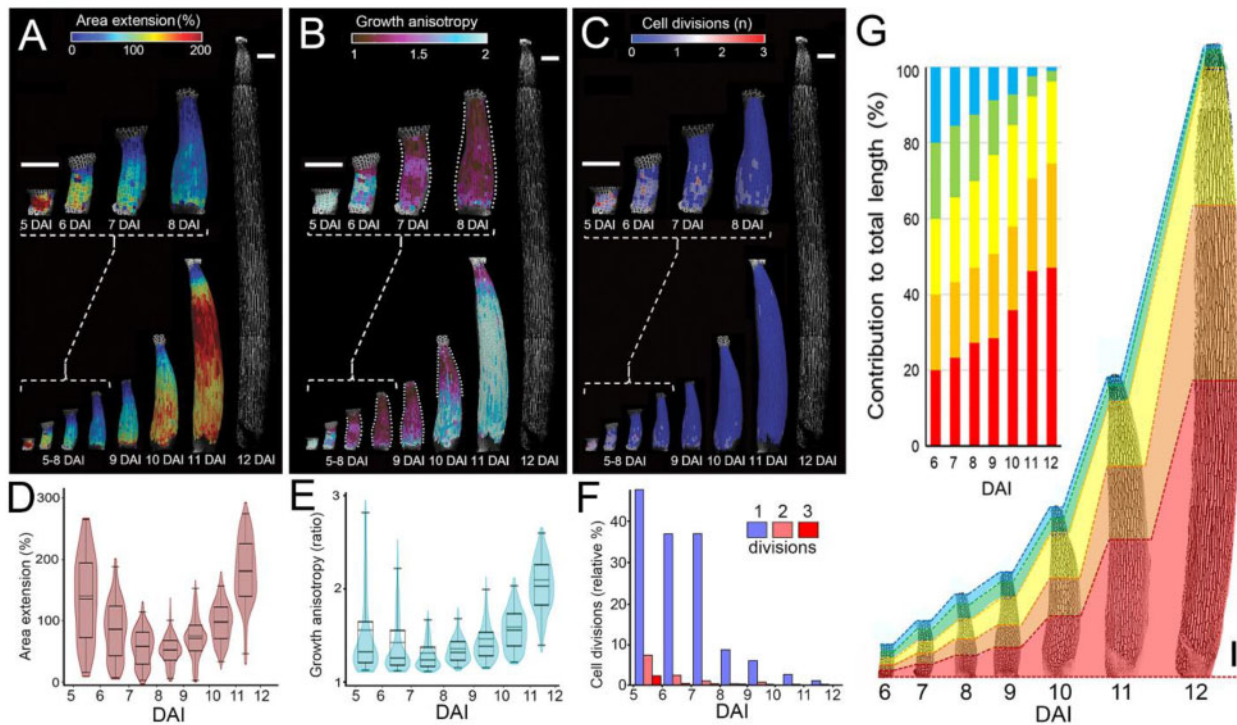 A
Area extension (%)
0 100 200
5 DAI 6 DAI 7 DAI 8 DAI
5-8 DAI 9 DAI 10 DAI 11 DAI 12 DAI
B
Growth anisotropy
1 1.5 2
5 DAI 6 DAI 7 DAI 8 DAI
5-8 DAI 9 DAI 10 DAI 11 DAI 12 DAI
C
Cell divisions (n)
0 1 2 3
5 DAI 6 DAI 7 DAI 8 DAI
5-8 DAI 9 DAI 10 DAI 11 DAI 12 DAI
D
Area extension (%)
300
200
100
0
5 6 7 8 9 10 11 12
DAI
E
Growth anisotropy (ratio)
3
2
1
5 6 7 8 9 10 11 12
DAI
F
Cell divisions (relative %)
40
30
20
10
0
1 2 3
divisions
5 6 7 8 9 10 11 12
DAI
G
Contribution to total length (%)
100
80
60
40
20
0
6 7 8 9 10 11 12
DAI
6 7 8 9 10 11 12
DAI